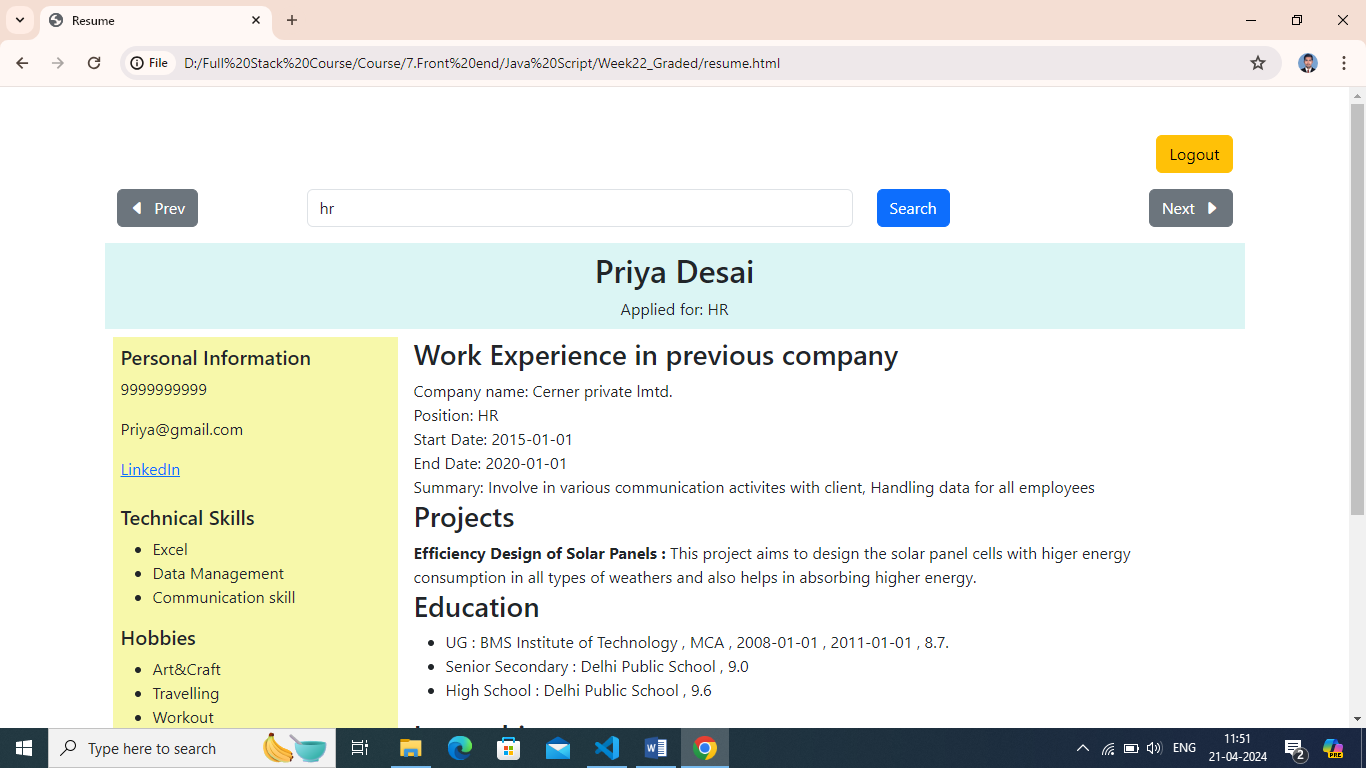 Resume
File
D:/Full%20Stack%20Course/Course/7.Front%20end/Java%20Script/Week22_Graded/resume.html
Logout
Prev
hr
Search
Next
Priya Desai
Applied for: HR
Personal Information
9999999999
Priya@gmail.com
LinkedIn
Technical Skills
Excel
Data Management
Communication skill
Hobbies
Art&Craft
Travelling
Workout
Work Experience in previous company
Company name: Cerner private lmtd.
Position: HR
Start Date: 2015-01-01
End Date: 2020-01-01
Summary: Involve in various communication activites with client, Handling data for all employees
Projects
Efficiency Design of Solar Panels : This project aims to design the solar panel cells with higer energy
consumption in all types of weathers and also helps in absorbing higher energy.
Education
UG : BMS Institute of Technology , MCA , 2008-01-01 , 2011-01-01 , 8.7.
Senior Secondary : Delhi Public School , 9.0
High School : Delhi Public School , 9.6
Type here to search
ENG
11:51
21-04-2024
2
PRE